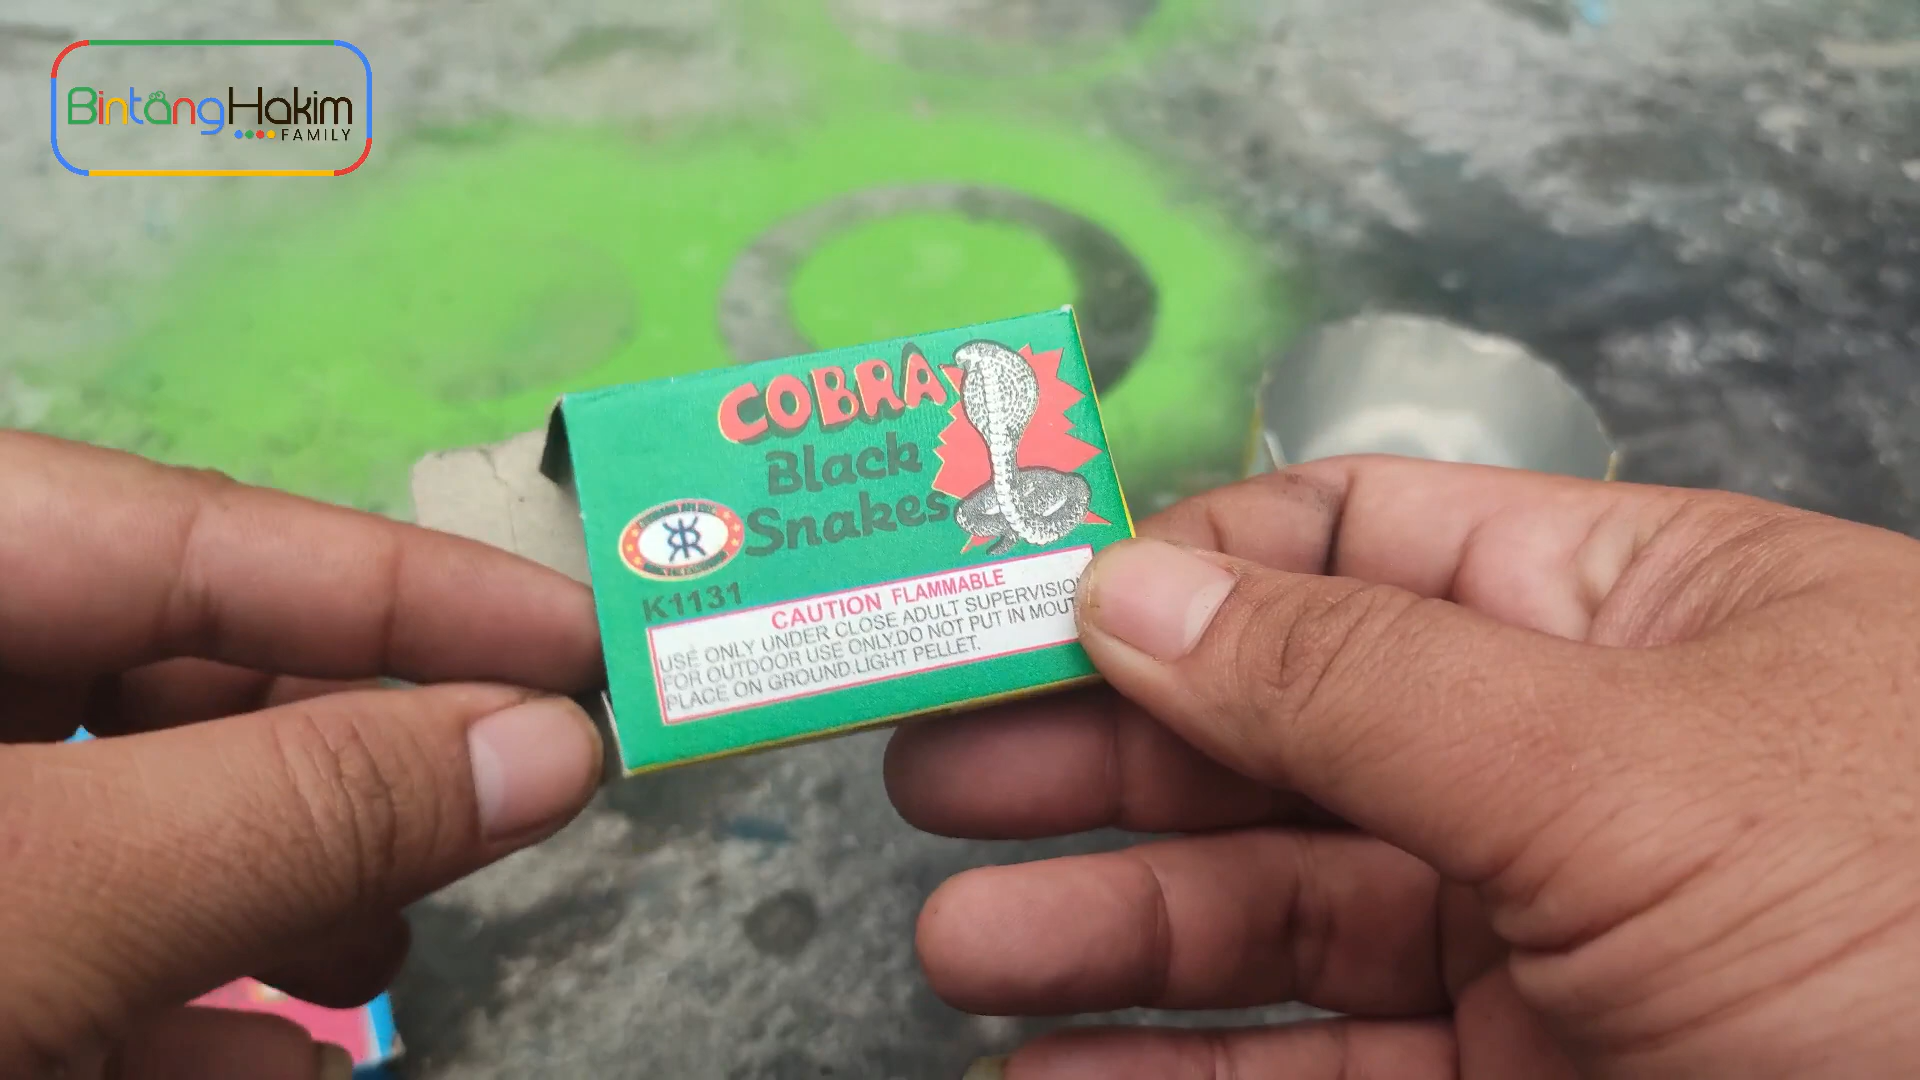 BintangHakim
FAMILY
COBRA
Black
Snakes
K1131
CAUTION FLAMMABLE
USE ONLY UNDER CLOSE ADULT SUPERVISIO
FOR OUTDOOR USE ONLY.DO NOT PUT IN MOUT
PLACE ON GROUND.LIGHT PELLET.